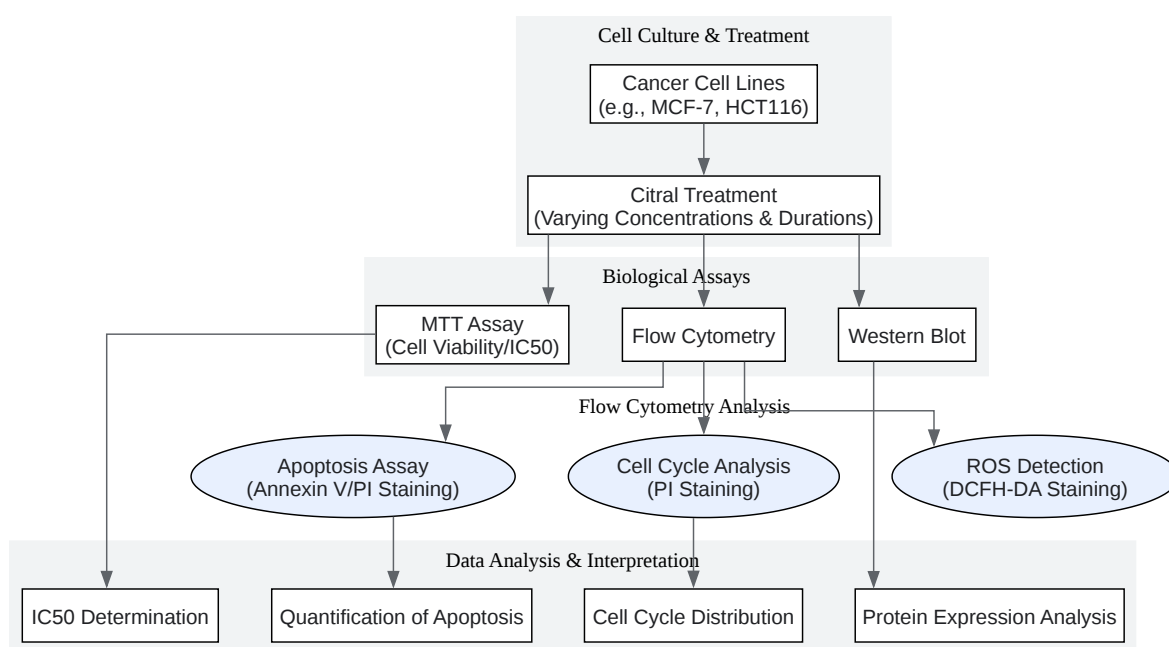 Cell Culture & Treatment
Cancer Cell Lines
(e.g., MCF-7, HCT116)
Citral Treatment
(Varying Concentrations & Durations)
Biological Assays
MTT Assay
(Cell Viability/IC50)
Flow Cytometry
Western Blot
Flow Cytometry Analysis
Apoptosis Assay
(Annexin V/PI Staining)
Cell Cycle Analysis
(PI Staining)
ROS Detection
(DCFH-DA Staining)
Data Analysis & Interpretation
IC50 Determination
Quantification of Apoptosis
Cell Cycle Distribution
Protein Expression Analysis